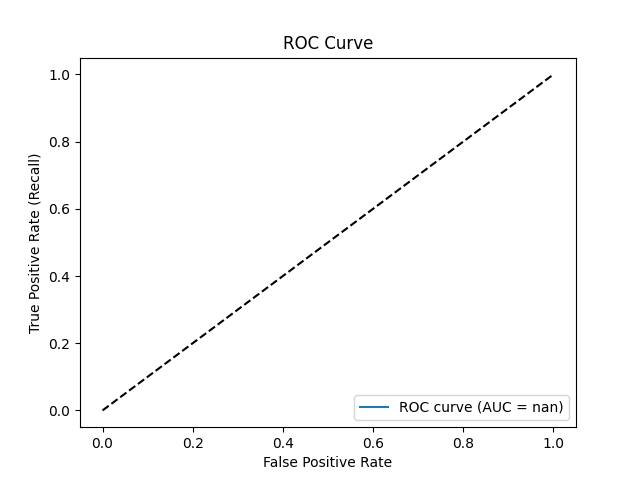 ROC Curve
True Positive Rate (Recall)
1.0
0.8
0.6
0.4
0.2
0.0
ROC curve (AUC = nan)
0.0 0.2 0.4 0.6 0.8 1.0
False Positive Rate